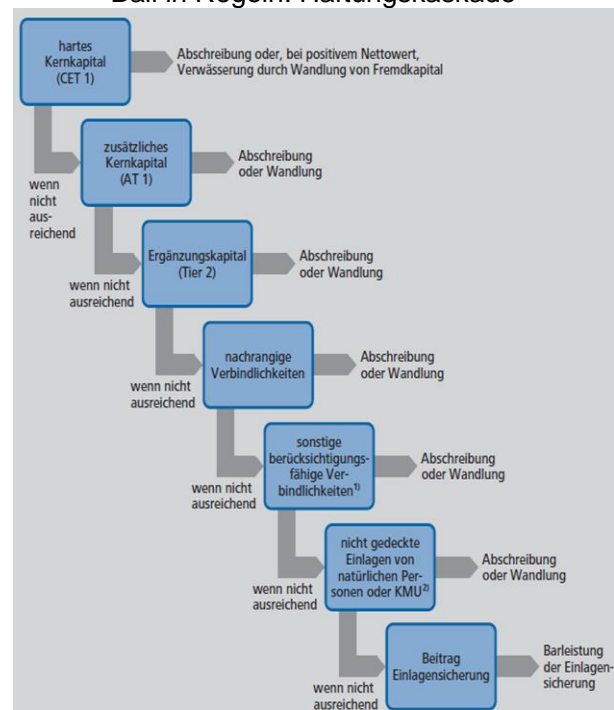 Bail in Regeln: Haftungskaskade
hartes
Kernkapital
(CET 1)
Abschreibung oder, bei positivem Nettowert,
Verwässerung durch Wandlung von Fremdkapital
wenn
nicht
aus-
reichend
zusätzliches
Kernkapital
(AT 1)
Abschreibung
oder Wandlung
wenn nicht
ausreichend
Ergänzungskapital
(Tier 2)
Abschreibung
oder Wandlung
wenn nicht
ausreichend
nachrangige
Verbindlichkeiten
Abschreibung
oder Wandlung
wenn nicht
ausreichend
sonstige
berücksichtigungs-
fähige Ver-
bindlichkeiten¹⁾
Abschreibung
oder Wandlung
wenn nicht
ausreichend
nicht gedeckte
Einlagen von
natürlichen Per-
sonen oder KMU²⁾
Abschreibung
oder Wandlung
wenn nicht
ausreichend
Beitrag
Einlagensicherung
Barleistung
der Einlagen-
sicherung